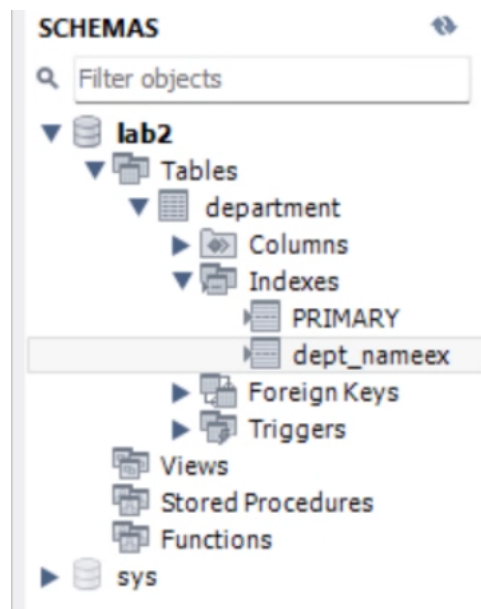 SCHEMAS
Filter objects
lab2
Tables
department
Columns
Indexes
PRIMARY
dept_nameex
Foreign Keys
Triggers
Views
Stored Procedures
Functions
sys